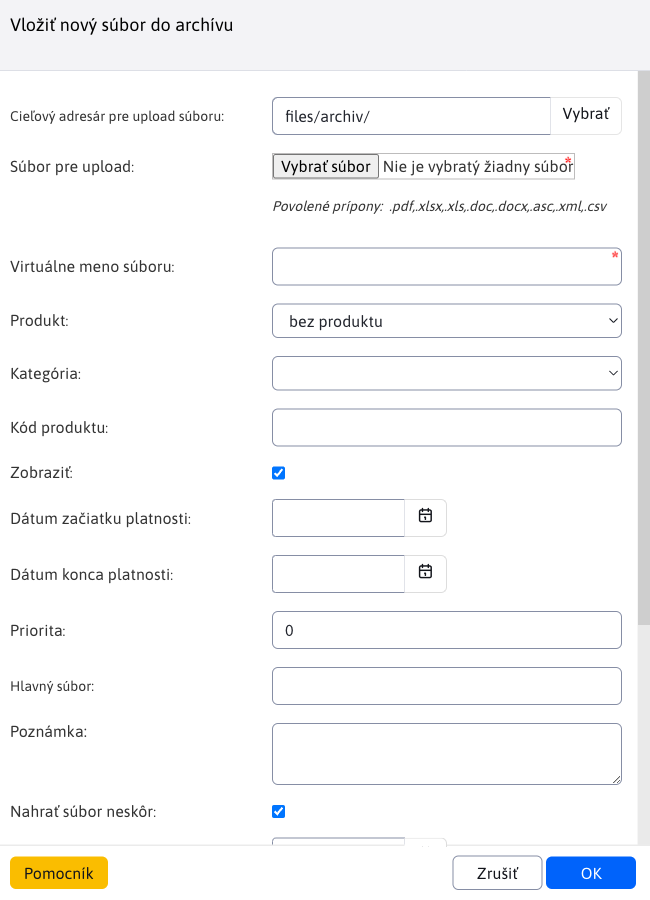 Vložiť nový súbor do archívu
Cieľový adresár pre upload súboru: files/archiv/ Vybrať
Súbor pre upload: Vybrať súbor Nie je vybratý žiadny súbor *
Povolené prípony: .pdf,.xlsx,.xls,.doc,.docx,.asc,.xml,.csv
Virtuálne meno súboru: *
Produkt: bez produktu
Kategória:
Kód produktu:
Zobraziť:
Dátum začiatku platnosti:
Dátum konca platnosti:
Priorita: 0
Hlavný súbor:
Poznámka:
Nahrať súbor neskôr:
Pomocník Zrušiť OK